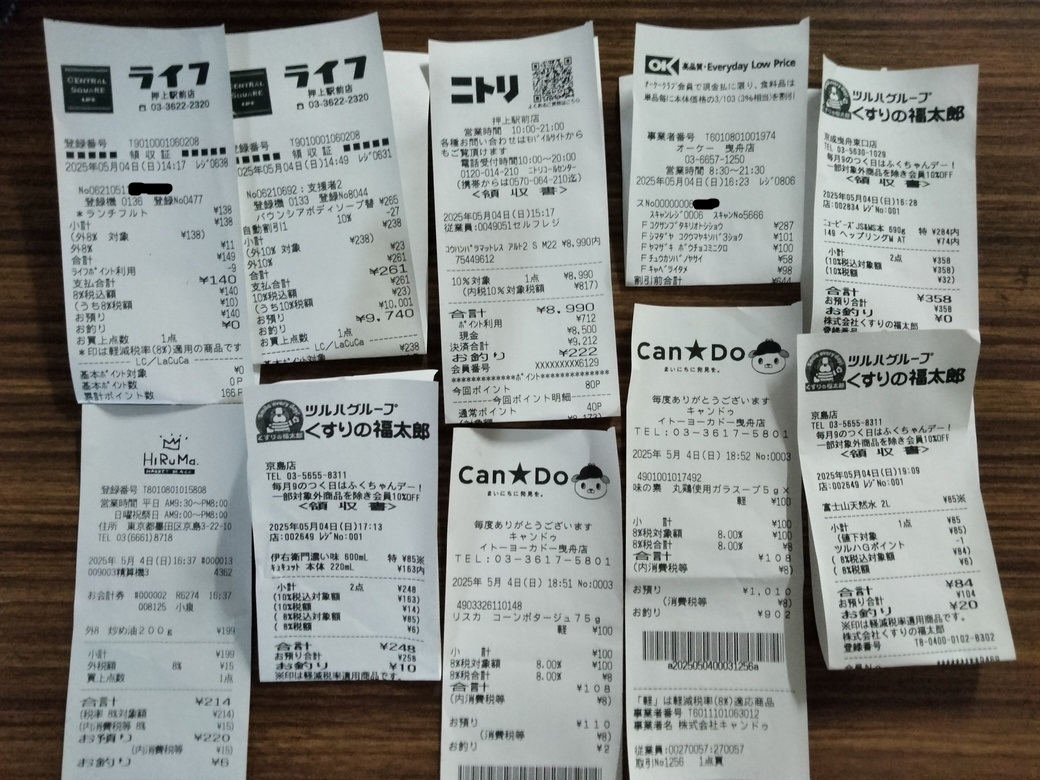 CENTRAL
SQUARE
LIFE
ライフ
押上駅前店
☎ 03-3622-2320
登録番号 T9010001060208
領収証
2025年05月04日(日)14:17 レジ0638
No0621051
登録機 0136 登録No0477
*ランチフルト ¥138
小計 ¥138
(外8% 対象 ¥138)
外8% ¥11
合計 ¥149
ライフポイント利用 -9
支払合計 ¥140
8%税込額 ¥140
(うち8%税額 ¥10)
お預り ¥140
お釣り ¥0
お買上点数 1点
*印は軽減税率(8%)適用の商品です
LC/LaCuCa
基本ポイント対象 ¥0
基本ポイント数 0P
累計ポイント数 166P
SQUARE
ライフ
押上駅前店
☎ 03-3622-2320
T9010001060208
領収証
2025年05月04日(日)14:49 レジ0631
No06210692:支援者2
登録機 0133 登録No8044
バウンシアボディソープ替 ¥265
自動割引1 10% -27
小計 ¥238
(外10% 対象 ¥238)
外10% ¥23
合計 ¥261
支払合計 ¥261
10%税込額 ¥261
(うち10%税額 ¥23)
お預り ¥10,001
お釣り ¥9,740
お買上点数 1点
LC/LaCuCa
基本ポイント対象 ¥238
ニトリ
よくあるご質問はこちら
押上駅前店
営業時間 10:00-21:00
各種お問い合わせはモバイルサイトから
もご覧頂けます
電話受付時間10:00~20:00
0120-014-210 ニトリコールセンター
(携帯からは0570-064-210迄)
<領収書>
2025年05月04日(日)15:17
従業員:0049051セルフレジ
コウハンパツマットレス アルト2 S M22 ¥8,990内
75449612
10%対象 1点 ¥8,990
(内税10%対象税額 ¥817)
合計 ¥8,990
ポイント利用 ¥712
現金 ¥8,500
決済合計 ¥9,212
お釣り ¥222
会員番号 XXXXXXXXX6129
ポイント
今回ポイント 80P
今回ポイント明細
通常ポイント 40P
OK 高品質・Everyday Low Price
オーケークラブ会員で現金払に限り、食料品は
単品毎に本体価格の3/103 (3%相当)を割引
事業者番号 T6010801001974
オーケー 曳舟店
03-6657-1250
営業時間 8:30~21:30
2025年05月04日(日)16:23 レジ0806
スNo00000006
スキャンレジ0006 スキャンNo5666
F コクサンブタキリオトシショウ ¥287
F シマダヤ コクウマヤキソバ3ショク ¥101
F ヤマザキ ボウチョコミニクロ ¥100
F チュウカパン/ヤサイ ¥58
F キャベツライタメ ¥98
割引前合計 ¥644
ツルハグループ
くすりの福太郎
京成曳舟東口店
TEL 03-5630-1029
毎月9のつく日はふくちゃんデー!
一部対象外商品を除き会員10%OFF
<領収書>
2025年05月04日(日)16:28
店:002834 レジNo:001
ニュービーズJS&MS本 690g 特 ¥284内
149 ヘップリングM AT ¥74内
小計 2点 ¥358
(10%税込対象額 ¥358)
(10%税額 ¥32)
合計 ¥358
お預り合計 ¥358
お釣り ¥0
株式会社くすりの福太郎
登録番号
HiRuMa.
MARKET PLACE
登録番号 T8010801015808
営業時間 平日 AM9:30~PM8:00
日曜祝祭日 AM9:00~PM8:00
住所 東京都墨田区京島3-22-10
TEL 03(6661)8718
2025年 5月 4日(日)16:37 #000013
009003精算機3 4362
お会計券 #000002 R6274 16:37
008125 小泉
外8 炒め油200g ¥199
小計 ¥199
外税額 8% ¥15
買上点数 1点
合計 ¥214
(税率 8%対象額 ¥214)
(内)消費税等 8% ¥15
お預り ¥220
(内消費税等 ¥15)
お釣り ¥6
ツルハグループ
くすりの福太郎
京島店
TEL 03-5655-8311
毎月9のつく日はふくちゃんデー!
一部対象外商品を除き会員10%OFF
<領収書>
2025年05月04日(日)17:13
店:002649 レジNo:001
伊右衛門濃い味 600mL 特 ¥85※
キュキュット 本体 220mL ¥163内
小計 2点 ¥248
(10%税込対象額 ¥163)
(10%税額 ¥14)
( 8%税込対象額 ¥85)
( 8%税額 ¥6)
合計 ¥248
お預り合計 ¥258
お釣り ¥10
※印は軽減税率適用商品です。
Can★Do
まいにちに発見を。
毎度ありがとうございます
キャンドゥ
イトーヨーカドー曳舟店
TEL:03-3617-5801
2025年 5月 4日(日) 18:51 No:0003
4903326110148
リスカ コーンポタージュ75g
軽 ¥100
小 計 ¥100
8%税対象額 8.00% ¥100
8%税合計 8.00% ¥8
合計 ¥108
(内消費税等 ¥8)
お預り ¥110
(消費税等 ¥8)
お釣り ¥2
Can★Do
まいにちに発見を。
毎度ありがとうございます
キャンドゥ
イトーヨーカドー曳舟店
TEL:03-3617-5801
2025年 5月 4日(日) 18:52 No:0003
4901001017492
味の素 丸鶏使用ガラスープ5g×
軽 ¥100
小 計 ¥100
8%税対象額 8.00% ¥100
8%税合計 8.00% ¥8
合計 ¥108
(内消費税等 ¥8)
お預り ¥1,010
(消費税等 ¥8)
お釣り ¥902
a2025050400031256a
「軽」は軽減税率(8%)適応商品
事業者番号 T6011101063012
事業者名 株式会社キャンドゥ
従業員:00270057:270057
取引No1256 1点買
ツルハグループ
くすりの福太郎
京島店
TEL 03-5655-8311
毎月9のつく日はふくちゃんデー!
一部対象外商品を除き会員10%OFF
<領収書>
2025年05月04日(日)19:09
店:002649 レジNo:001
富士山天然水 2L ¥85※
小計 1点 ¥85
(値下対象 ¥85)
ツルハGポイント -1
( 8%税込対象額 ¥84)
( 8%税額 ¥6)
合計 ¥84
お預り合計 ¥104
お釣り ¥20
※印は軽減税率適用商品です。
株式会社くすりの福太郎
登録番号 T8-0400-0102-8302